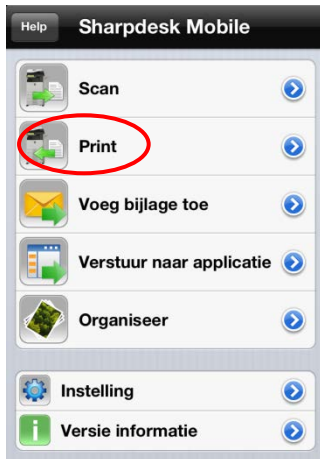 Help Sharpdesk Mobile
Scan
Print
Voeg bijlage toe
Verstuur naar applicatie
Organiseer
Instelling
Versie informatie